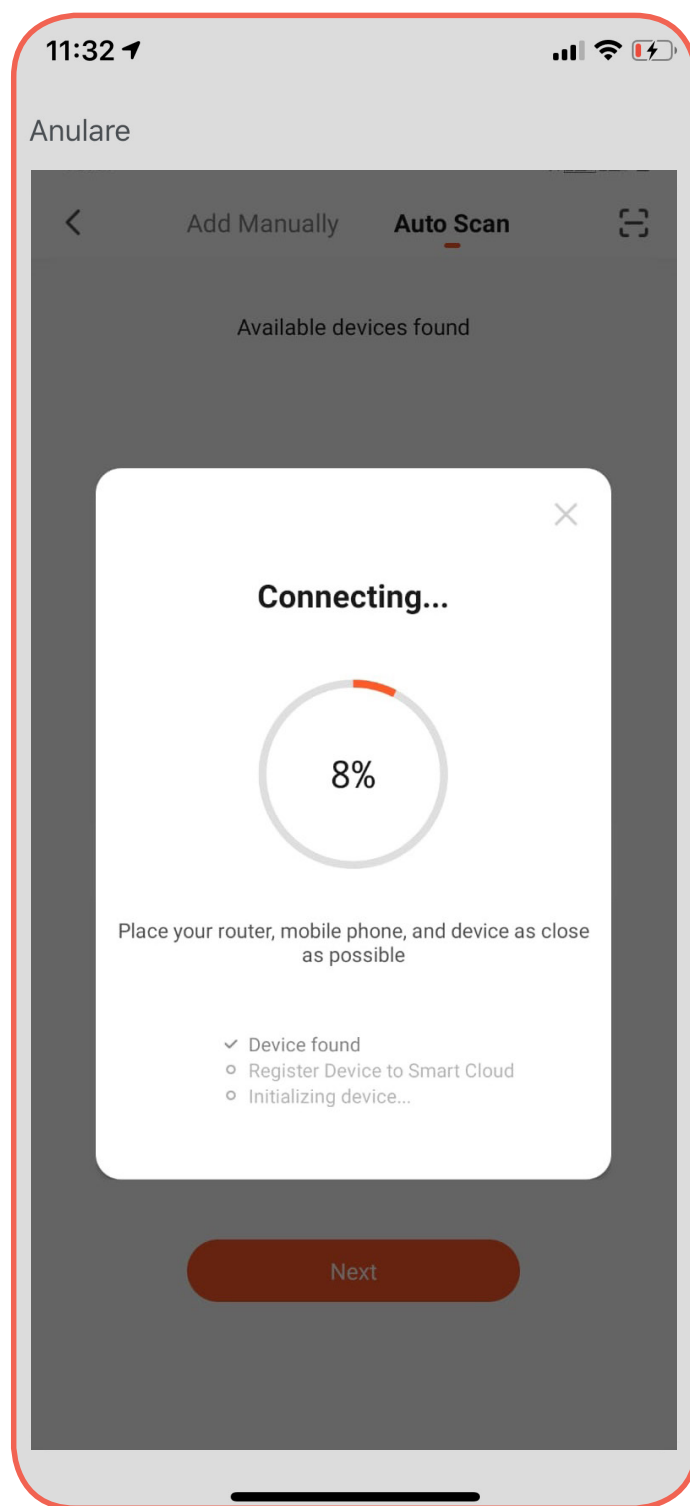 11:32
Anulare
Add Manually Auto Scan
Available devices found
Connecting...
8%
Place your router, mobile phone, and device as close
as possible
Device found
Register Device to Smart Cloud
Initializing device...
Next